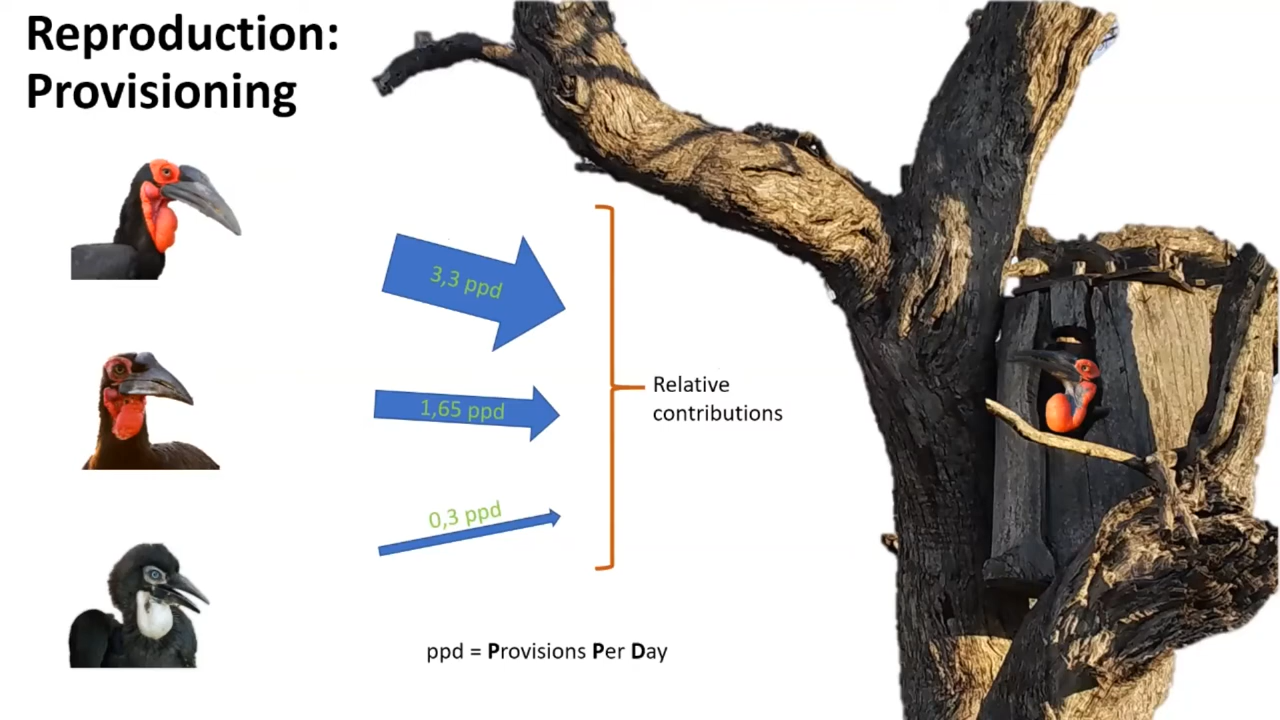 Reproduction:
Provisioning
3,3 ppd
1,65 ppd
0,3 ppd
Relative
contributions
ppd = Provisions Per Day